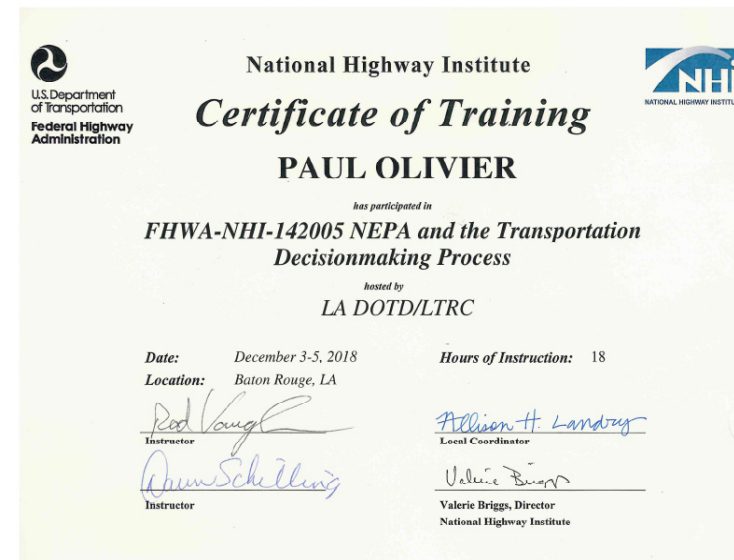 National Highway Institute
U.S. Department
of Transportation
Federal Highway
Administration
NHI
NATIONAL HIGHWAY INSTITU
Certificate of Training
PAUL OLIVIER
has participated in
FHWA-NHI-142005 NEPA and the Transportation
Decisionmaking Process
hosted by
LA DOTD/LTRC
Date: December 3-5, 2018 Hours of Instruction: 18
Location: Baton Rouge, LA
Allison H. Landry
Instructor Local Coordinator
Dawn Schilling Valerie Briggs
Instructor Valerie Briggs, Director
National Highway Institute